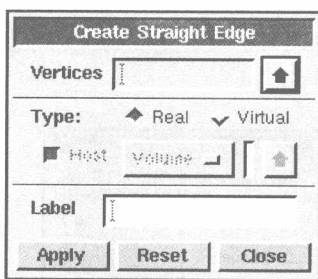 Create Straight Edge
Vertices
Type: Real Virtual
Host Volume
Label
Apply Reset Close